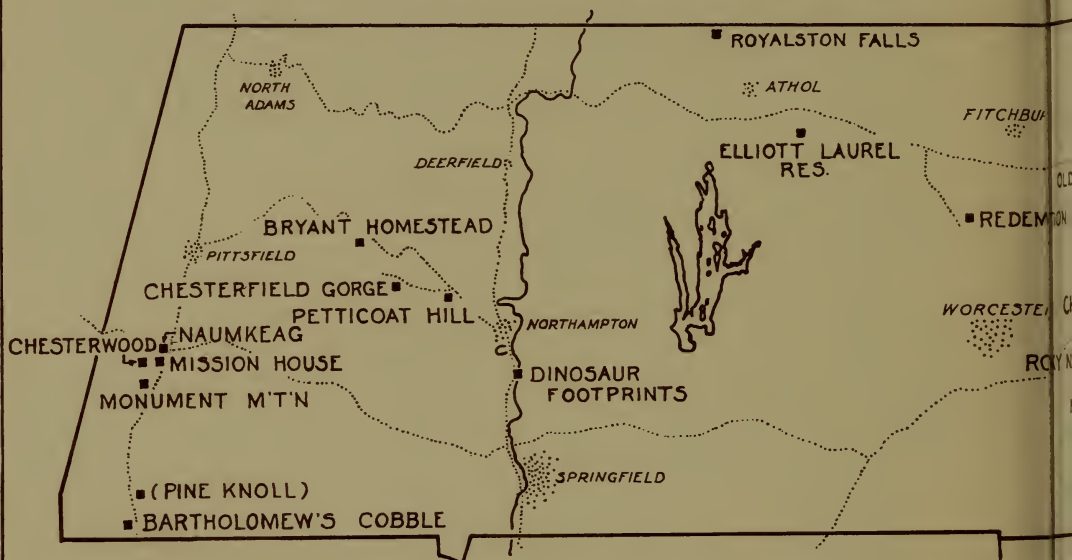 ROYALSTON FALLS
NORTH
ADAMS
ATHOL
FITCHBU
ELLIOTT LAUREL
RES.
DEERFIELD
OLD
REDEM
BRYANT HOMESTEAD
PITTSFIELD
CHESTERFIELD GORGE
PETTICOAT HILL
NORTHAMPTON
WORCESTE
NAUMKEAG
CHESTERWOOD
MISSION HOUSE
DINOSAUR
FOOTPRINTS
MONUMENT M'T'N
SPRINGFIELD
(PINE KNOLL)
BARTHOLOMEW'S COBBLE